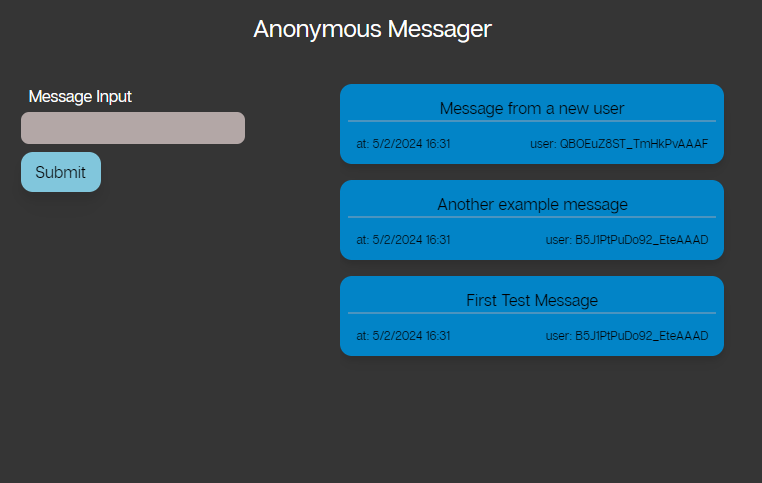 Anonymous Messager
Message Input
Submit
Message from a new user
at: 5/2/2024 16:31 user: QBOEuZ8ST_TmHkPvAAAF
Another example message
at: 5/2/2024 16:31 user: B5J1PtPuDo92_EteAAAD
First Test Message
at: 5/2/2024 16:31 user: B5J1PtPuDo92_EteAAAD